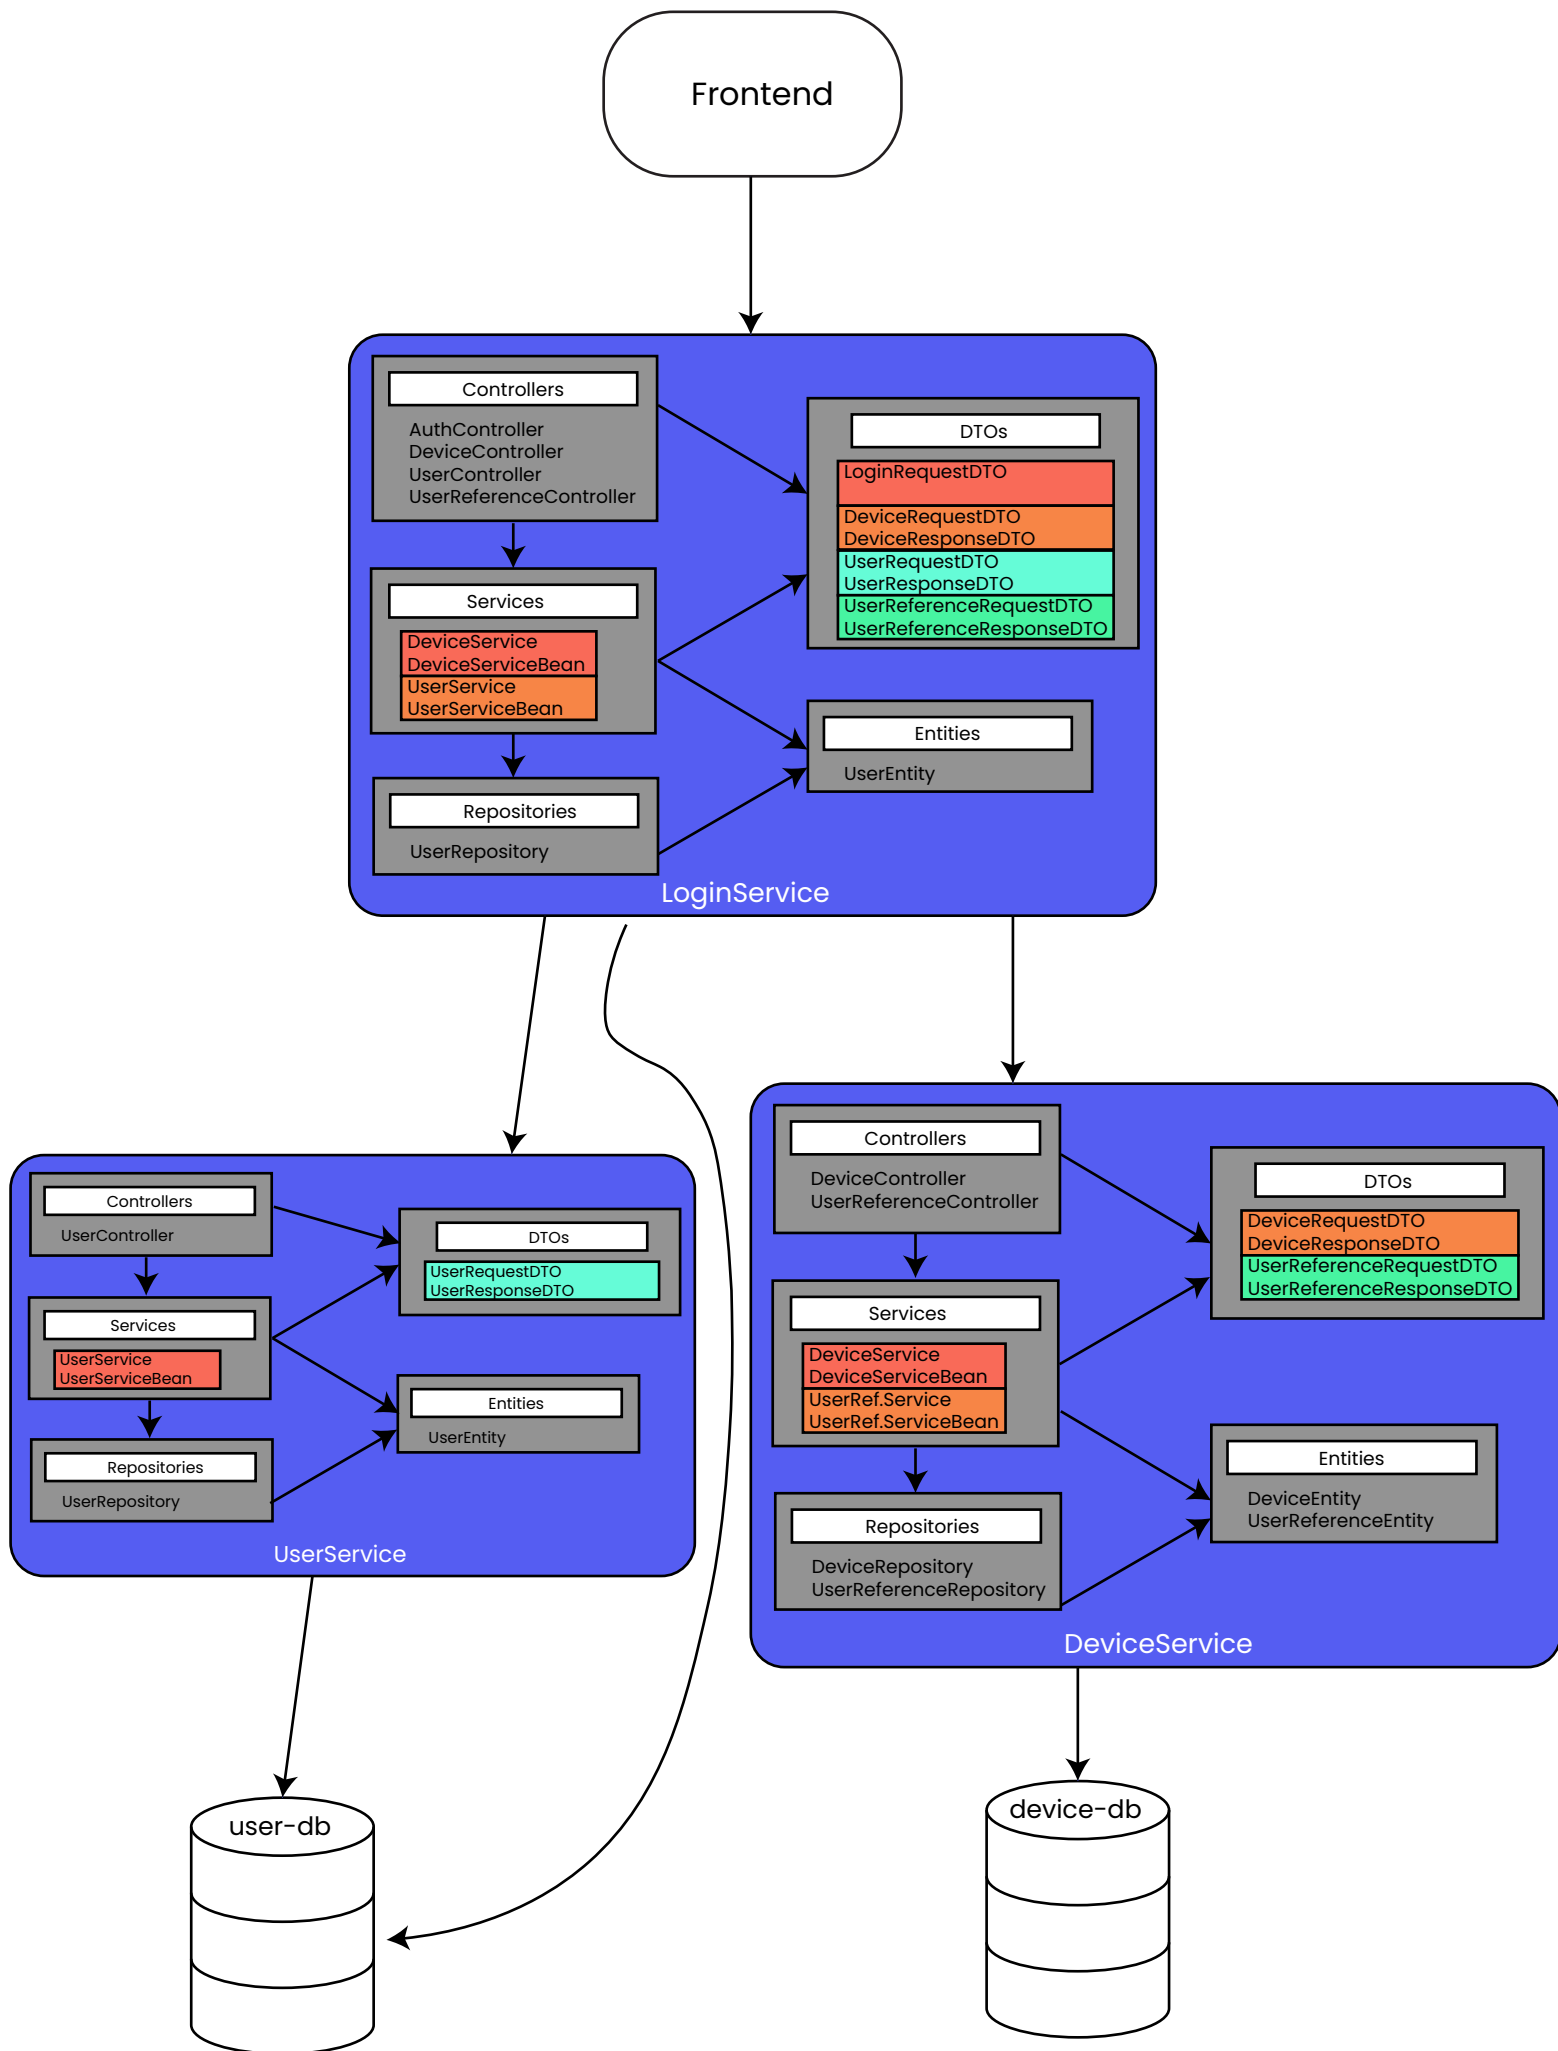 Frontend
Controllers
AuthController
DeviceController
UserController
UserReferenceController
DTOs
LoginRequestDTO
DeviceRequestDTO
DeviceResponseDTO
UserRequestDTO
UserResponseDTO
UserReferenceRequestDTO
UserReferenceResponseDTO
Services
DeviceService
DeviceServiceBean
UserService
UserServiceBean
Entities
UserEntity
Repositories
UserRepository
LoginService
Controllers
UserController
DTOs
UserRequestDTO
UserResponseDTO
Services
UserService
UserServiceBean
Entities
UserEntity
Repositories
UserRepository
UserService
Controllers
DeviceController
UserReferenceController
DTOs
DeviceRequestDTO
DeviceResponseDTO
UserReferenceRequestDTO
UserReferenceResponseDTO
Services
DeviceService
DeviceServiceBean
UserRef.Service
UserRef.ServiceBean
Entities
DeviceEntity
UserReferenceEntity
Repositories
DeviceRepository
UserReferenceRepository
DeviceService
user-db
device-db